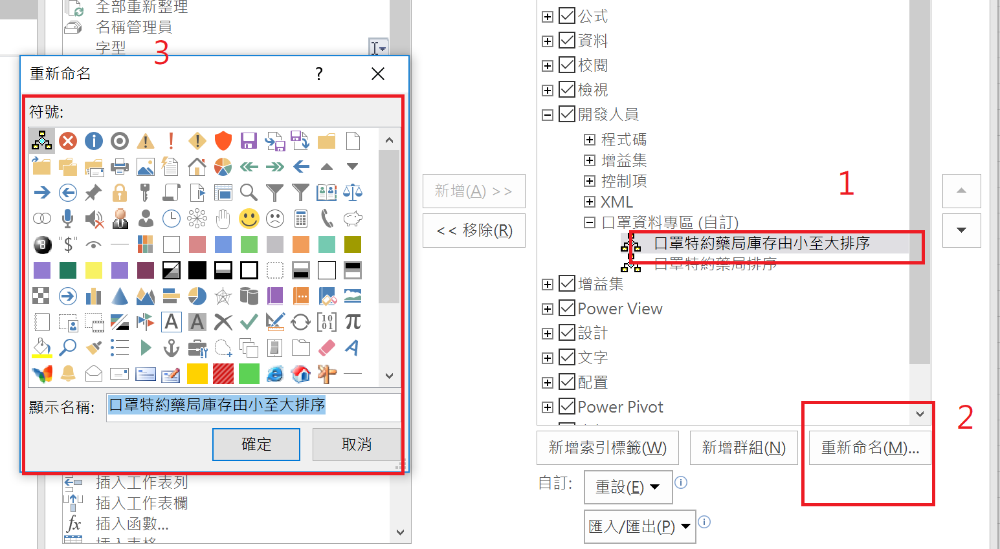 全部重新整理
名稱管理員
字型
3
重新命名
?
符號:
"$"
8
A
A
10
01
π
A
顯示名稱:
口罩特約藥局庫存由小至大排序
確定
取消
插入工作表列
插入工作表欄
fx 插入函數...
插入表格
新增(A) >>
<< 移除(R)
公式
資料
校閱
檢視
開發人員
程式碼
增益集
控制項
XML
口罩資料專區 (自訂)
口罩特約藥局庫存由小至大排序
口罩特約藥局排序
增益集
Power View
設計
文字
配置
Power Pivot
1
2
新增索引標籤(W)
新增群組(N)
重新命名(M)...
自訂:
重設(E)
匯入/匯出(P)